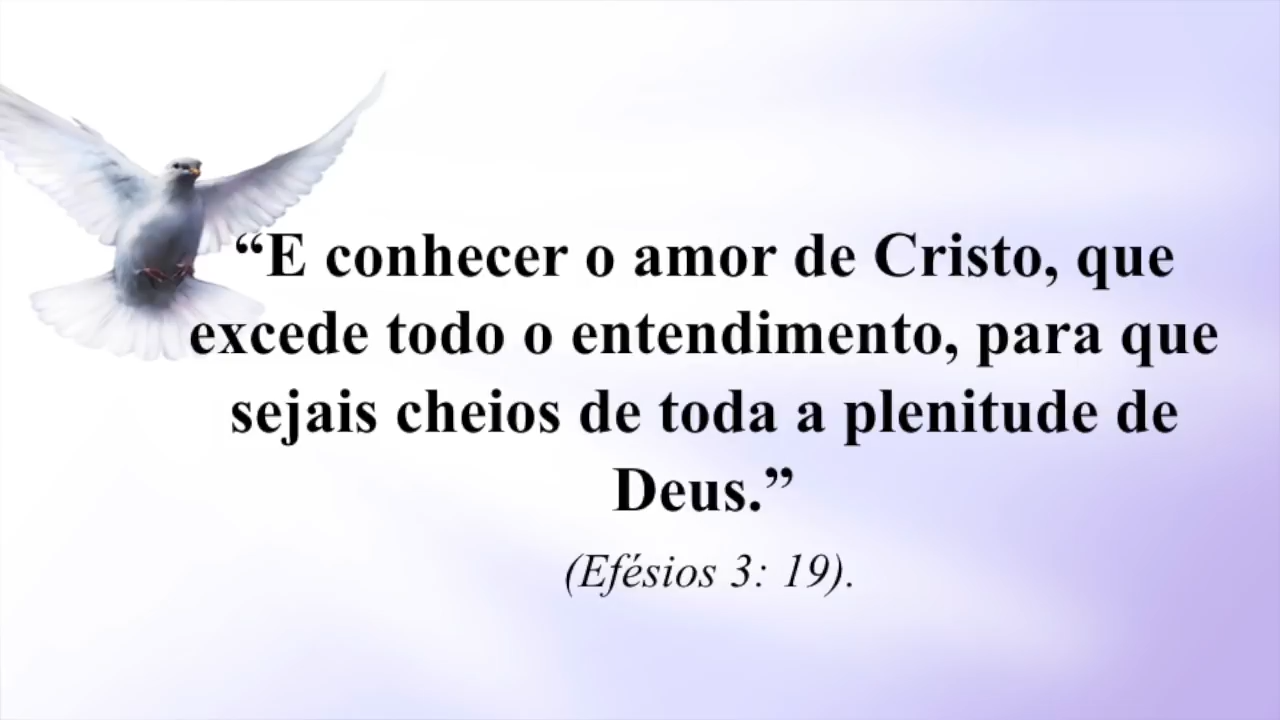 “E conhecer o amor de Cristo, que
excede todo o entendimento, para que
sejais cheios de toda a plenitude de
Deus.”
(Efésios 3: 19).